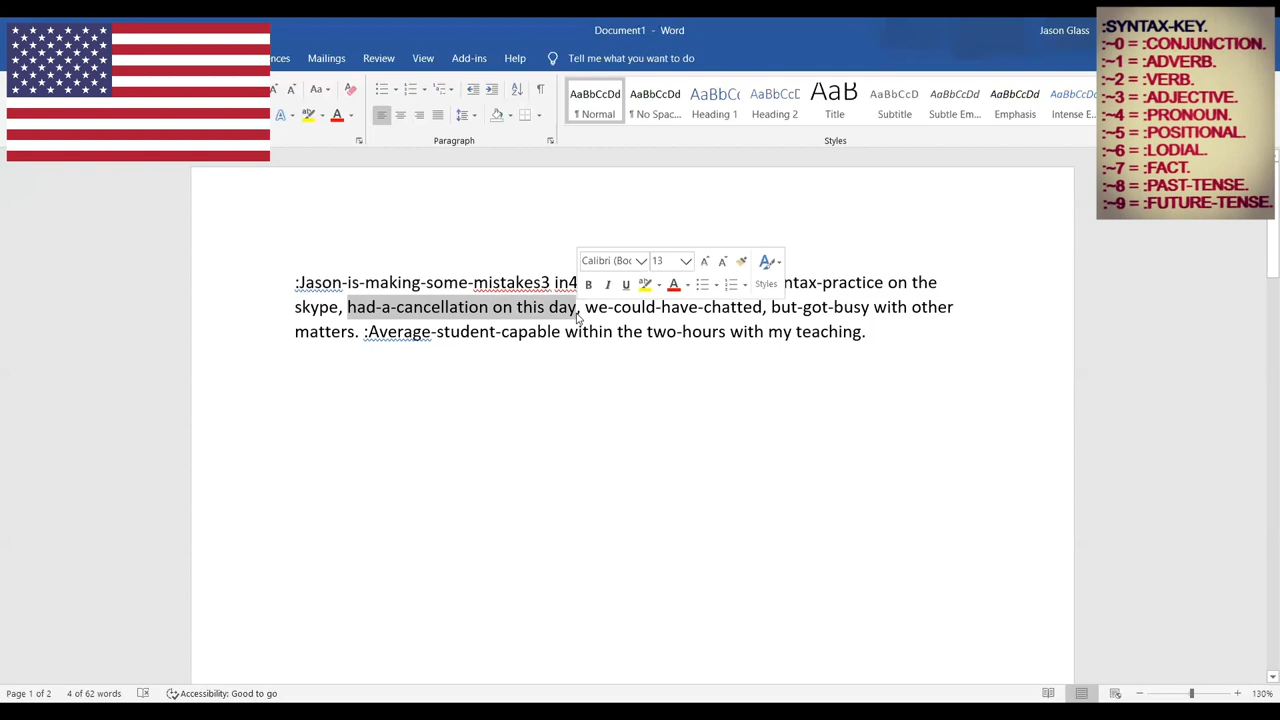 Document1 - Word
Jason Glass
Mailings
Review
View
Add-ins
Help
Tell me what you want to do
Aa
A
AaBbCcDd
¶ Normal
AaBbCcDd
¶ No Spac...
AaBbCc
Heading 1
AaBbCcD
Heading 2
AaB
Title
AaBbCcD
Subtitle
AaBbCcDd
Subtle Em...
AaBbCcDd
Emphasis
AaBbCcDd
Intense E...
Paragraph
Styles
:SYNTAX-KEY.
:~0 = :CONJUNCTION.
:~1 = :ADVERB.
:~2 = :VERB.
:~3 = :ADJECTIVE.
:~4 = :PRONOUN.
:~5 = :POSITIONAL.
:~6 = :LODIAL.
:~7 = :FACT.
:~8 = :PAST-TENSE.
:~9 = :FUTURE-TENSE.
Calibri (Boc
13
B I U
A
Styles
:Jason-is-making-some-mistakes3 in4 ntax-practice on the
skype, had-a-cancellation on this day, we-could-have-chatted, but-got-busy with other
matters. :Average-student-capable within the two-hours with my teaching.
Page 1 of 2
4 of 62 words
Accessibility: Good to go
130%